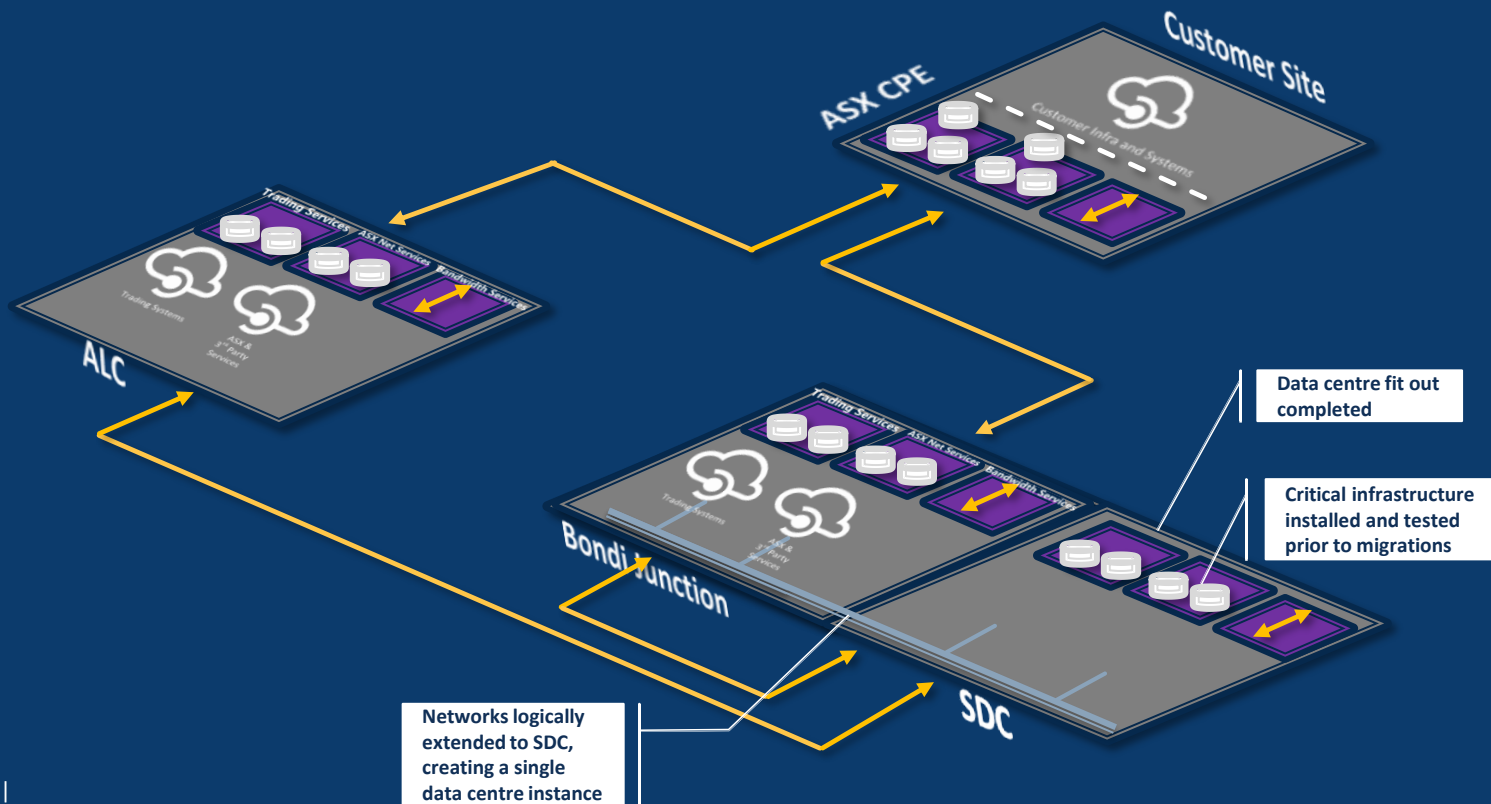 Customer Site
ASX CPE
Customer Infra and Systems
Trading Services
ASX Net Services
Bandwidth Services
Trading Systems
ASX &
3rd Party
Services
ALC
Data centre fit out
completed
Trading Services
ASX Net Services
Bandwidth Services
Trading Systems
ASX &
3rd Party
Services
Critical infrastructure
installed and tested
prior to migrations
Bondi Junction
SDC
Networks logically
extended to SDC,
creating a single
data centre instance